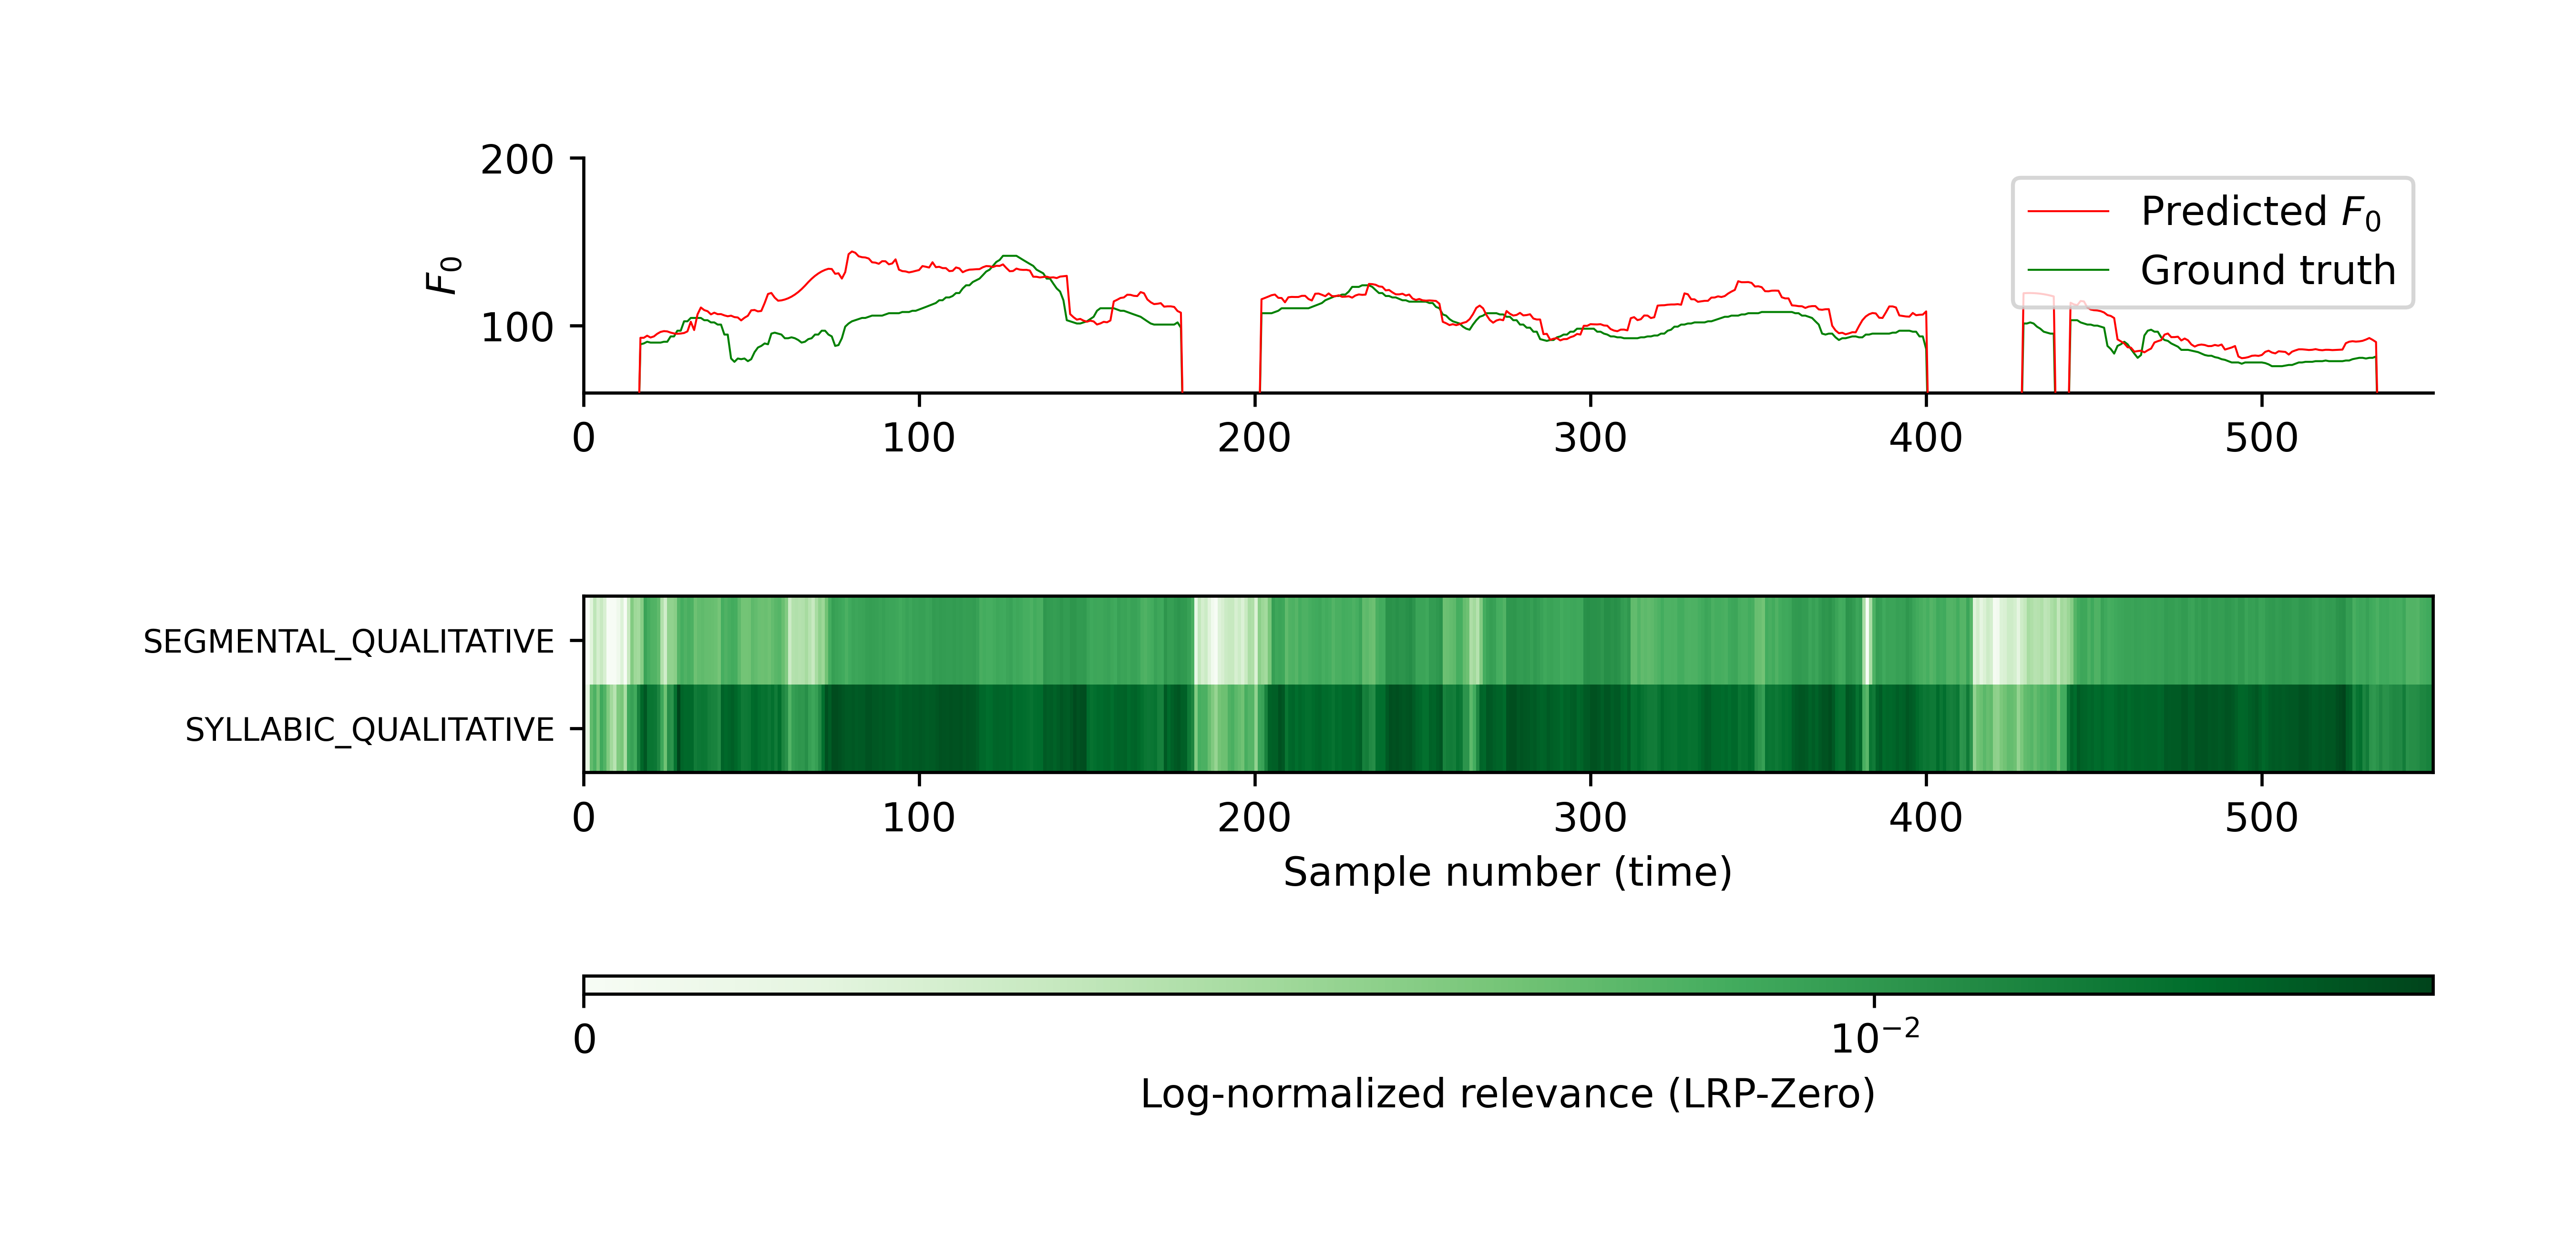 200
100
F₀
Predicted F₀
Ground truth
0 100 200 300 400 500
SEGMENTAL_QUALITATIVE
SYLLABIC_QUALITATIVE
0 100 200 300 400 500
Sample number (time)
0 10⁻²
Log-normalized relevance (LRP-Zero)